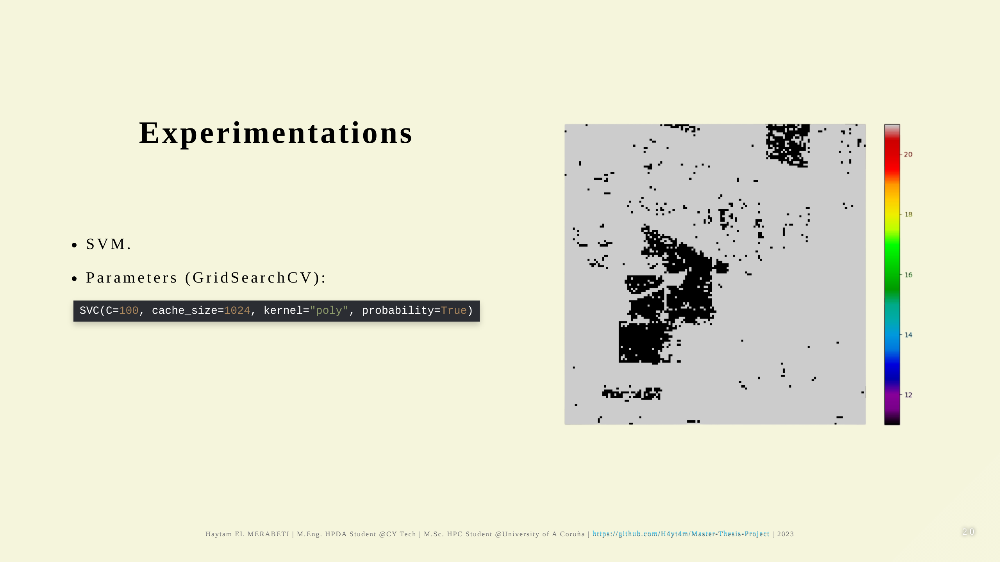 Experimentations
SVM.
Parameters (GridSearchCV):
SVC(C=100, cache_size=1024, kernel="poly", probability=True)
20
18
16
14
12
Haytam EL MERABETI | M.Eng. HPDA Student @CY Tech | M.Sc. HPC Student @University of A Coruña | https://github.com/H4yt4m/Master-Thesis-Project | 2023
20